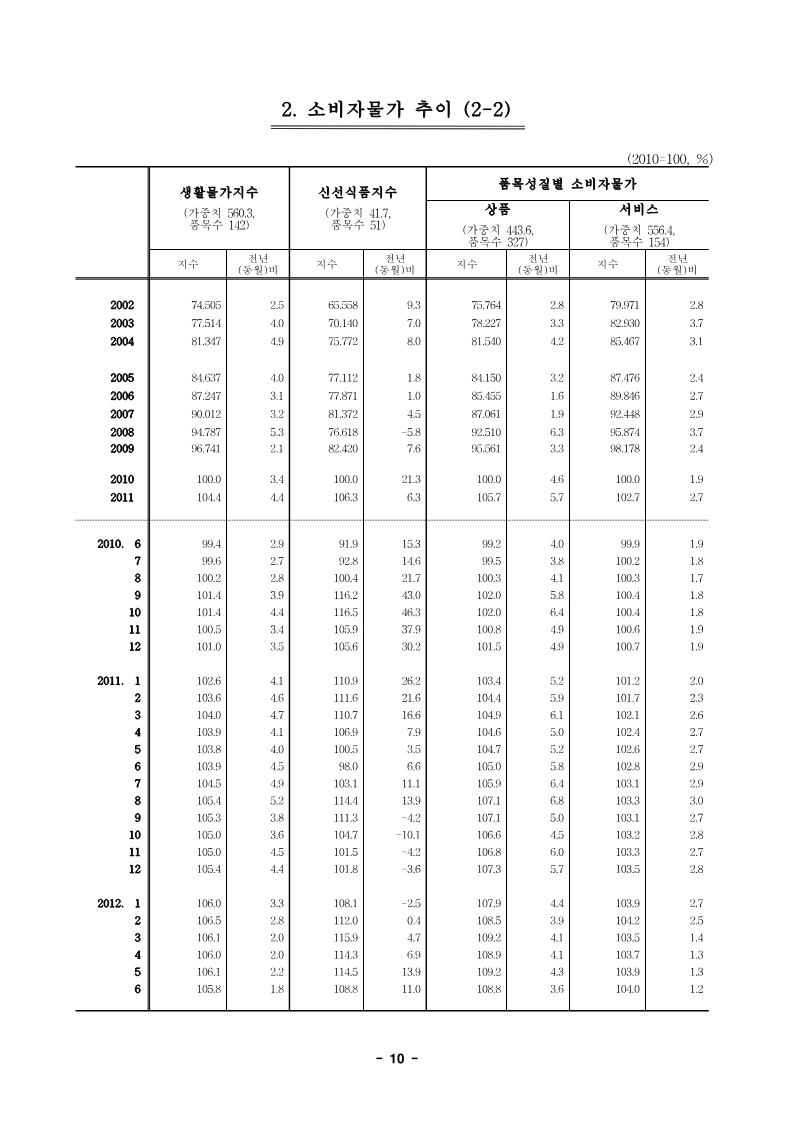 2. 소비자물가 추이 (2-2)
(2010=100, %)
생활물가지수 신선식품지수 품목성질별 소비자물가
(가중치 560.3, 품목수 142) (가중치 41.7, 품목수 51) 상품 서비스
(가중치 443.6, 품목수 327) (가중치 556.4, 품목수 154)
지수 전년(동월)비 지수 전년(동월)비 지수 전년(동월)비 지수 전년(동월)비
2002 74.505 2.5 65.558 9.3 75.764 2.8 79.971 2.8
2003 77.514 4.0 70.140 7.0 78.227 3.3 82.930 3.7
2004 81.347 4.9 75.772 8.0 81.540 4.2 85.467 3.1
2005 84.637 4.0 77.112 1.8 84.150 3.2 87.476 2.4
2006 87.247 3.1 77.871 1.0 85.455 1.6 89.846 2.7
2007 90.012 3.2 81.372 4.5 87.061 1.9 92.448 2.9
2008 94.787 5.3 76.618 -5.8 92.510 6.3 95.874 3.7
2009 96.741 2.1 82.420 7.6 95.561 3.3 98.178 2.4
2010 100.0 3.4 100.0 21.3 100.0 4.6 100.0 1.9
2011 104.4 4.4 106.3 6.3 105.7 5.7 102.7 2.7
2010. 6 99.4 2.9 91.9 15.3 99.2 4.0 99.9 1.9
7 99.6 2.7 92.8 14.6 99.5 3.8 100.2 1.8
8 100.2 2.8 100.4 21.7 100.3 4.1 100.3 1.7
9 101.4 3.9 116.2 43.0 102.0 5.8 100.4 1.8
10 101.4 4.4 116.5 46.3 102.0 6.4 100.4 1.8
11 100.5 3.4 105.9 37.9 100.8 4.9 100.6 1.9
12 101.0 3.5 105.6 30.2 101.5 4.9 100.7 1.9
2011. 1 102.6 4.1 110.9 26.2 103.4 5.2 101.2 2.0
2 103.6 4.6 111.6 21.6 104.4 5.9 101.7 2.3
3 104.0 4.7 110.7 16.6 104.9 6.1 102.1 2.6
4 103.9 4.1 106.9 7.9 104.6 5.0 102.4 2.7
5 103.8 4.0 100.5 3.5 104.7 5.2 102.6 2.7
6 103.9 4.5 98.0 6.6 105.0 5.8 102.8 2.9
7 104.5 4.9 103.1 11.1 105.9 6.4 103.1 2.9
8 105.4 5.2 114.4 13.9 107.1 6.8 103.3 3.0
9 105.3 3.8 111.3 -4.2 107.1 5.0 103.1 2.7
10 105.0 3.6 104.7 -10.1 106.6 4.5 103.2 2.8
11 105.0 4.5 101.5 -4.2 106.8 6.0 103.3 2.7
12 105.4 4.4 101.8 -3.6 107.3 5.7 103.5 2.8
2012. 1 106.0 3.3 108.1 -2.5 107.9 4.4 103.9 2.7
2 106.5 2.8 112.0 0.4 108.5 3.9 104.2 2.5
3 106.1 2.0 115.9 4.7 109.2 4.1 103.5 1.4
4 106.0 2.0 114.3 6.9 108.9 4.1 103.7 1.3
5 106.1 2.2 114.5 13.9 109.2 4.3 103.9 1.3
6 105.8 1.8 108.8 11.0 108.8 3.6 104.0 1.2
- 10 -